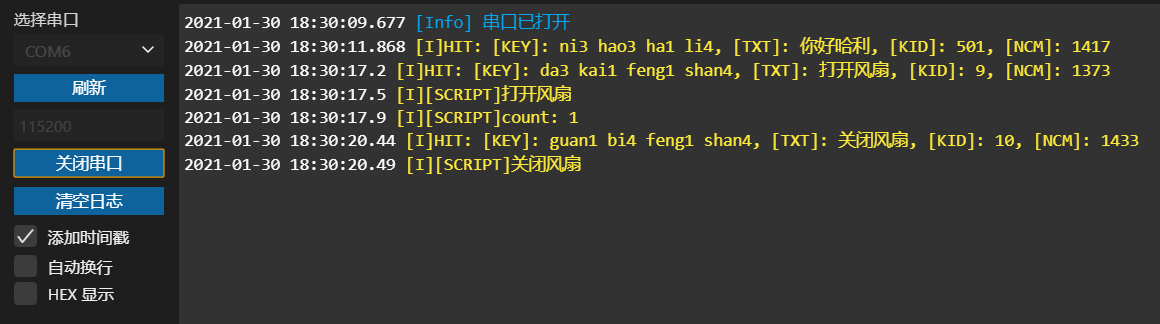 选择串口
COM6
刷新
115200
关闭串口
清空日志
添加时间戳
自动换行
HEX 显示
2021-01-30 18:30:09.677 [Info] 串口已打开
2021-01-30 18:30:11.868 [I]HIT: [KEY]: ni3 hao3 ha1 li4, [TXT]: 你好哈利, [KID]: 501, [NCM]: 1417
2021-01-30 18:30:17.2 [I]HIT: [KEY]: da3 kai1 feng1 shan4, [TXT]: 打开风扇, [KID]: 9, [NCM]: 1373
2021-01-30 18:30:17.5 [I][SCRIPT]打开风扇
2021-01-30 18:30:17.9 [I][SCRIPT]count: 1
2021-01-30 18:30:20.44 [I]HIT: [KEY]: guan1 bi4 feng1 shan4, [TXT]: 关闭风扇, [KID]: 10, [NCM]: 1433
2021-01-30 18:30:20.49 [I][SCRIPT]关闭风扇